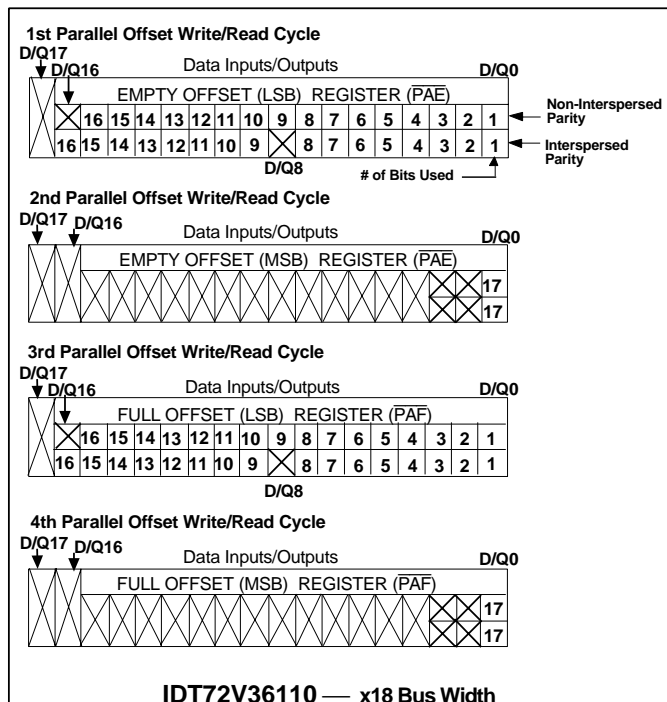 1st Parallel Offset Write/Read Cycle
D/Q17
D/Q16 Data Inputs/Outputs D/Q0
EMPTY OFFSET (LSB) REGISTER (PAE)
16 15 14 13 12 11 10 9 8 7 6 5 4 3 2 1 Non-Interspersed Parity
16 15 14 13 12 11 10 9 8 7 6 5 4 3 2 1 Interspersed Parity
D/Q8
# of Bits Used
2nd Parallel Offset Write/Read Cycle
D/Q17 D/Q16 Data Inputs/Outputs D/Q0
EMPTY OFFSET (MSB) REGISTER (PAE)
17
17
3rd Parallel Offset Write/Read Cycle
D/Q17
D/Q16 Data Inputs/Outputs D/Q0
FULL OFFSET (LSB) REGISTER (PAF)
16 15 14 13 12 11 10 9 8 7 6 5 4 3 2 1
16 15 14 13 12 11 10 9 8 7 6 5 4 3 2 1
D/Q8
4th Parallel Offset Write/Read Cycle
D/Q17 D/Q16 Data Inputs/Outputs D/Q0
FULL OFFSET (MSB) REGISTER (PAF)
17
17
IDT72V36110 — x18 Bus Width